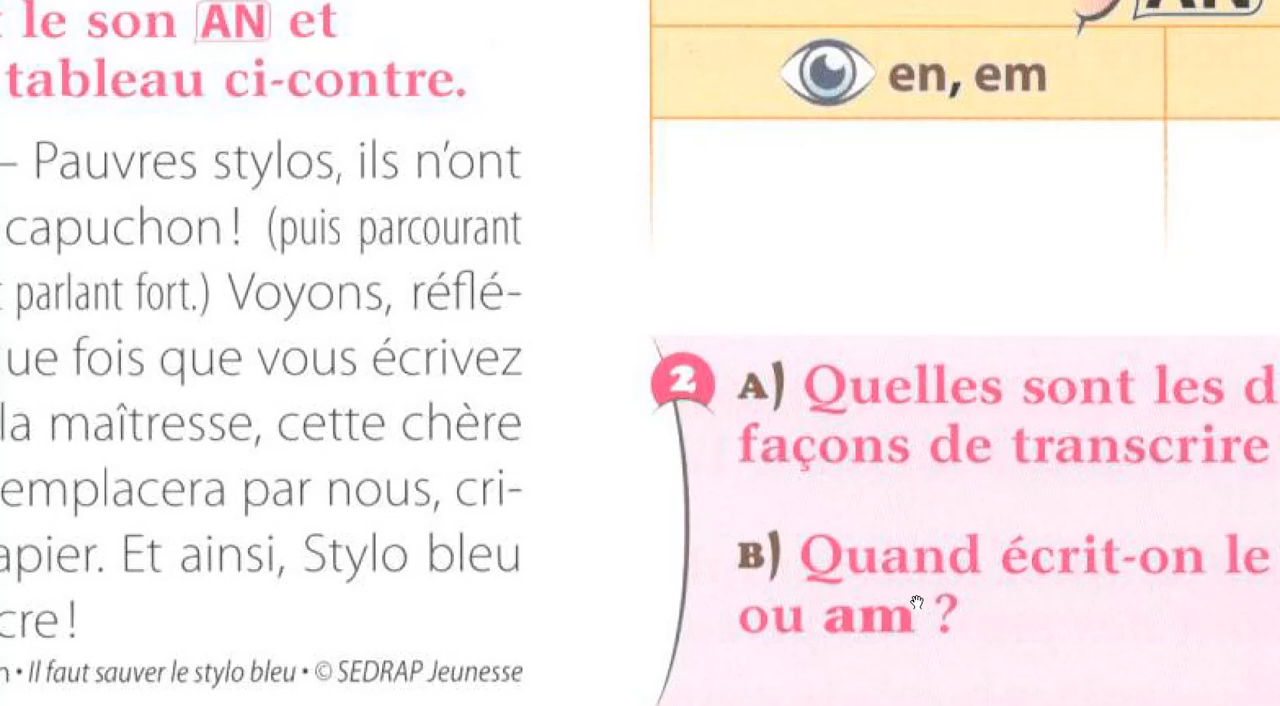 le son AN et
tableau ci-contre.
– Pauvres stylos, ils n'ont
capuchon ! (puis parcourant
parlant fort.) Voyons, réflé-
ue fois que vous écrivez
la maîtresse, cette chère
emplacera par nous, cri-
apier. Et ainsi, Stylo bleu
cre !
n • Il faut sauver le stylo bleu • © SEDRAP Jeunesse
AN
en, em
2 A) Quelles sont les d
façons de transcrire
B) Quand écrit-on le
ou am ?